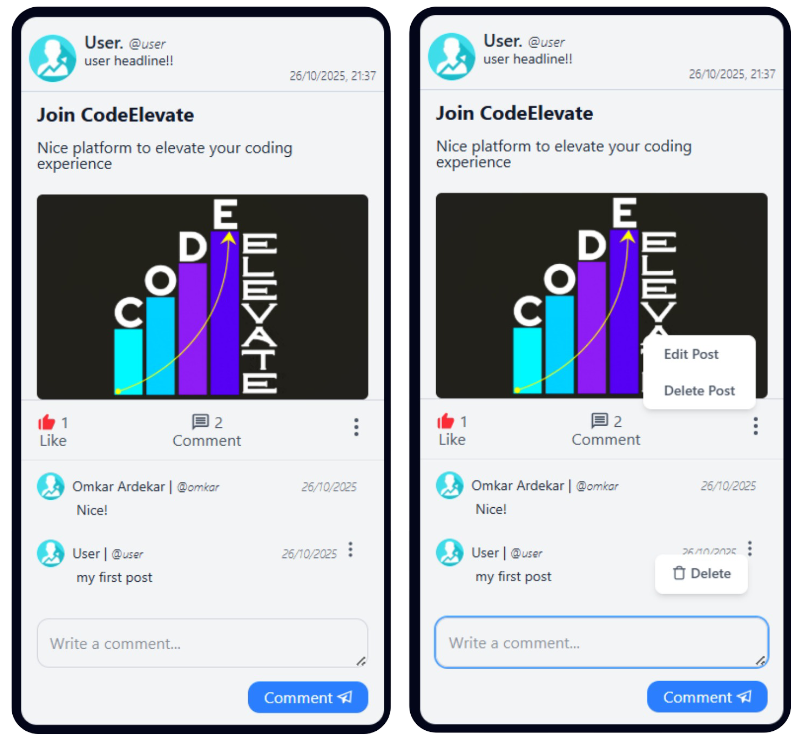 User. @user
user headline!!
26/10/2025, 21:37
Join CodeElevate
Nice platform to elevate your coding
experience
CODE
ELEVATE
1
Like
2
Comment
Omkar Ardekar | @omkar
26/10/2025
Nice!
User | @user
26/10/2025
my first post
Write a comment...
Comment
User. @user
user headline!!
26/10/2025, 21:37
Join CodeElevate
Nice platform to elevate your coding
experience
CODE
ELEVATE
Edit Post
Delete Post
1
Like
2
Comment
Omkar Ardekar | @omkar
26/10/2025
Nice!
User | @user
26/10/2025
my first post
Delete
Write a comment...
Comment